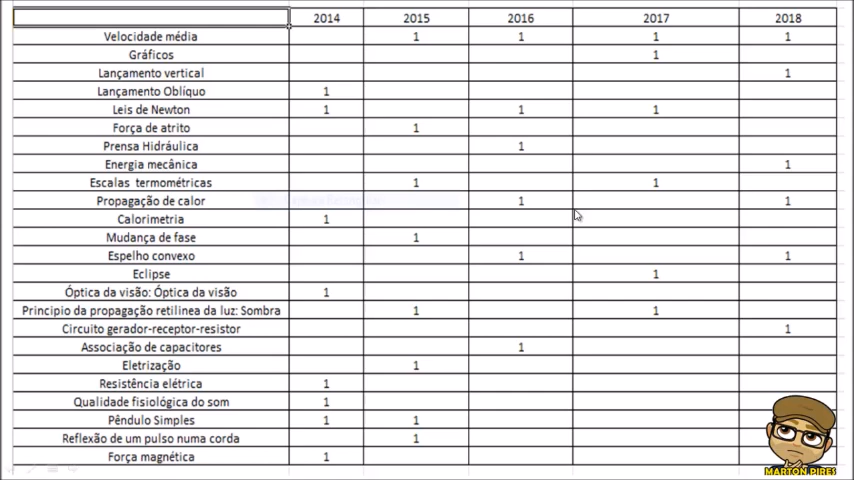 2014 2015 2016 2017 2018
Velocidade média 1 1 1 1
Gráficos 1
Lançamento vertical 1
Lançamento Oblíquo 1
Leis de Newton 1 1 1
Força de atrito 1
Prensa Hidráulica 1
Energia mecânica 1
Escalas termométricas 1 1
Propagação de calor 1 1
Calorimetria 1
Mudança de fase 1
Espelho convexo 1 1
Eclipse 1
Óptica da visão: Óptica da visão 1
Principio da propagação retilinea da luz: Sombra 1 1
Circuito gerador-receptor-resistor 1
Associação de capacitores 1
Eletrização 1
Resistência elétrica 1
Qualidade fisiológica do som 1
Pêndulo Simples 1 1
Reflexão de um pulso numa corda 1
Força magnética 1
MARTON PIRES